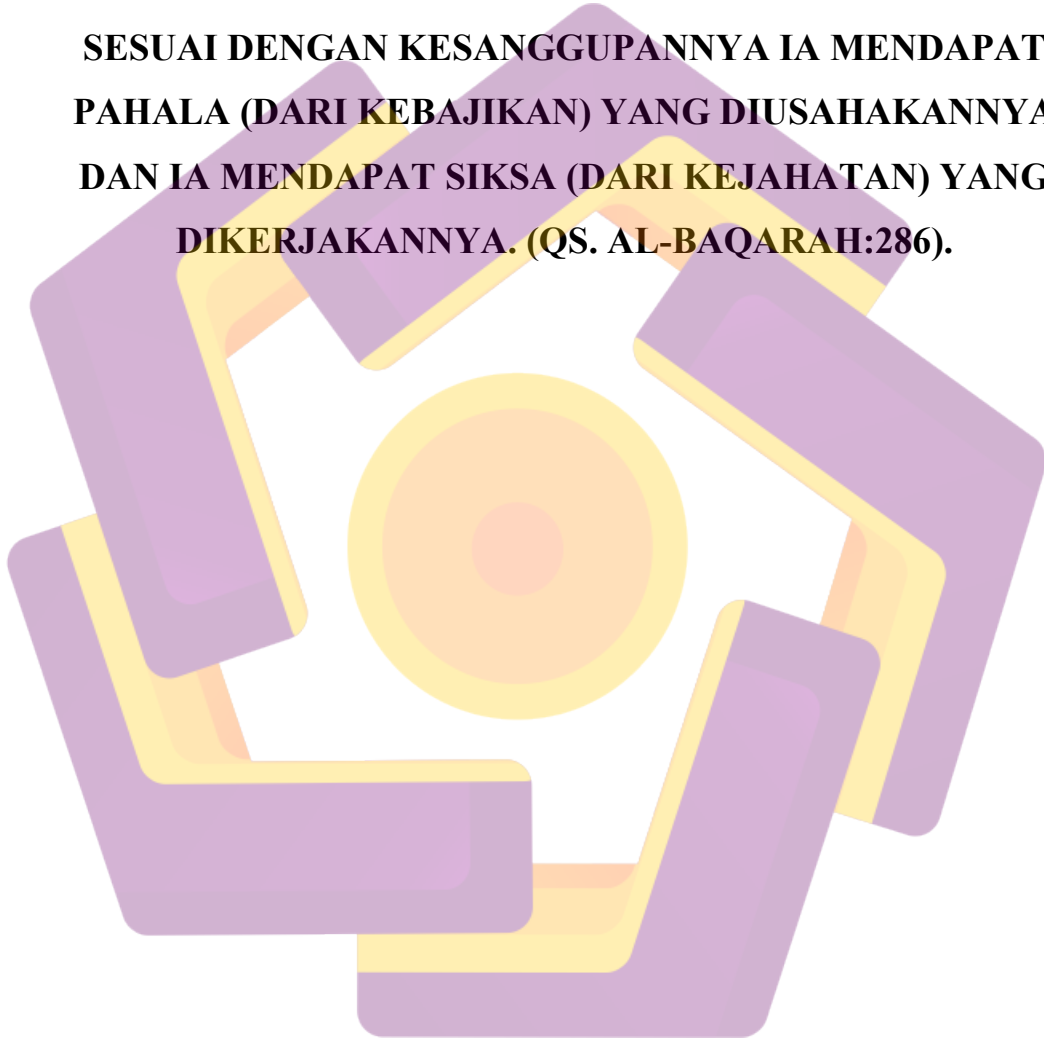 SESUAI DENGAN KESANGGUPANNYA IA MENDAPAT
PAHALA (DARI KEBAJIKAN) YANG DIUSAHAKANNYA
DAN IA MENDAPAT SIKSA (DARI KEJAHATAN) YANG
DIKERJAKANNYA. (QS. AL-BAQARAH:286).